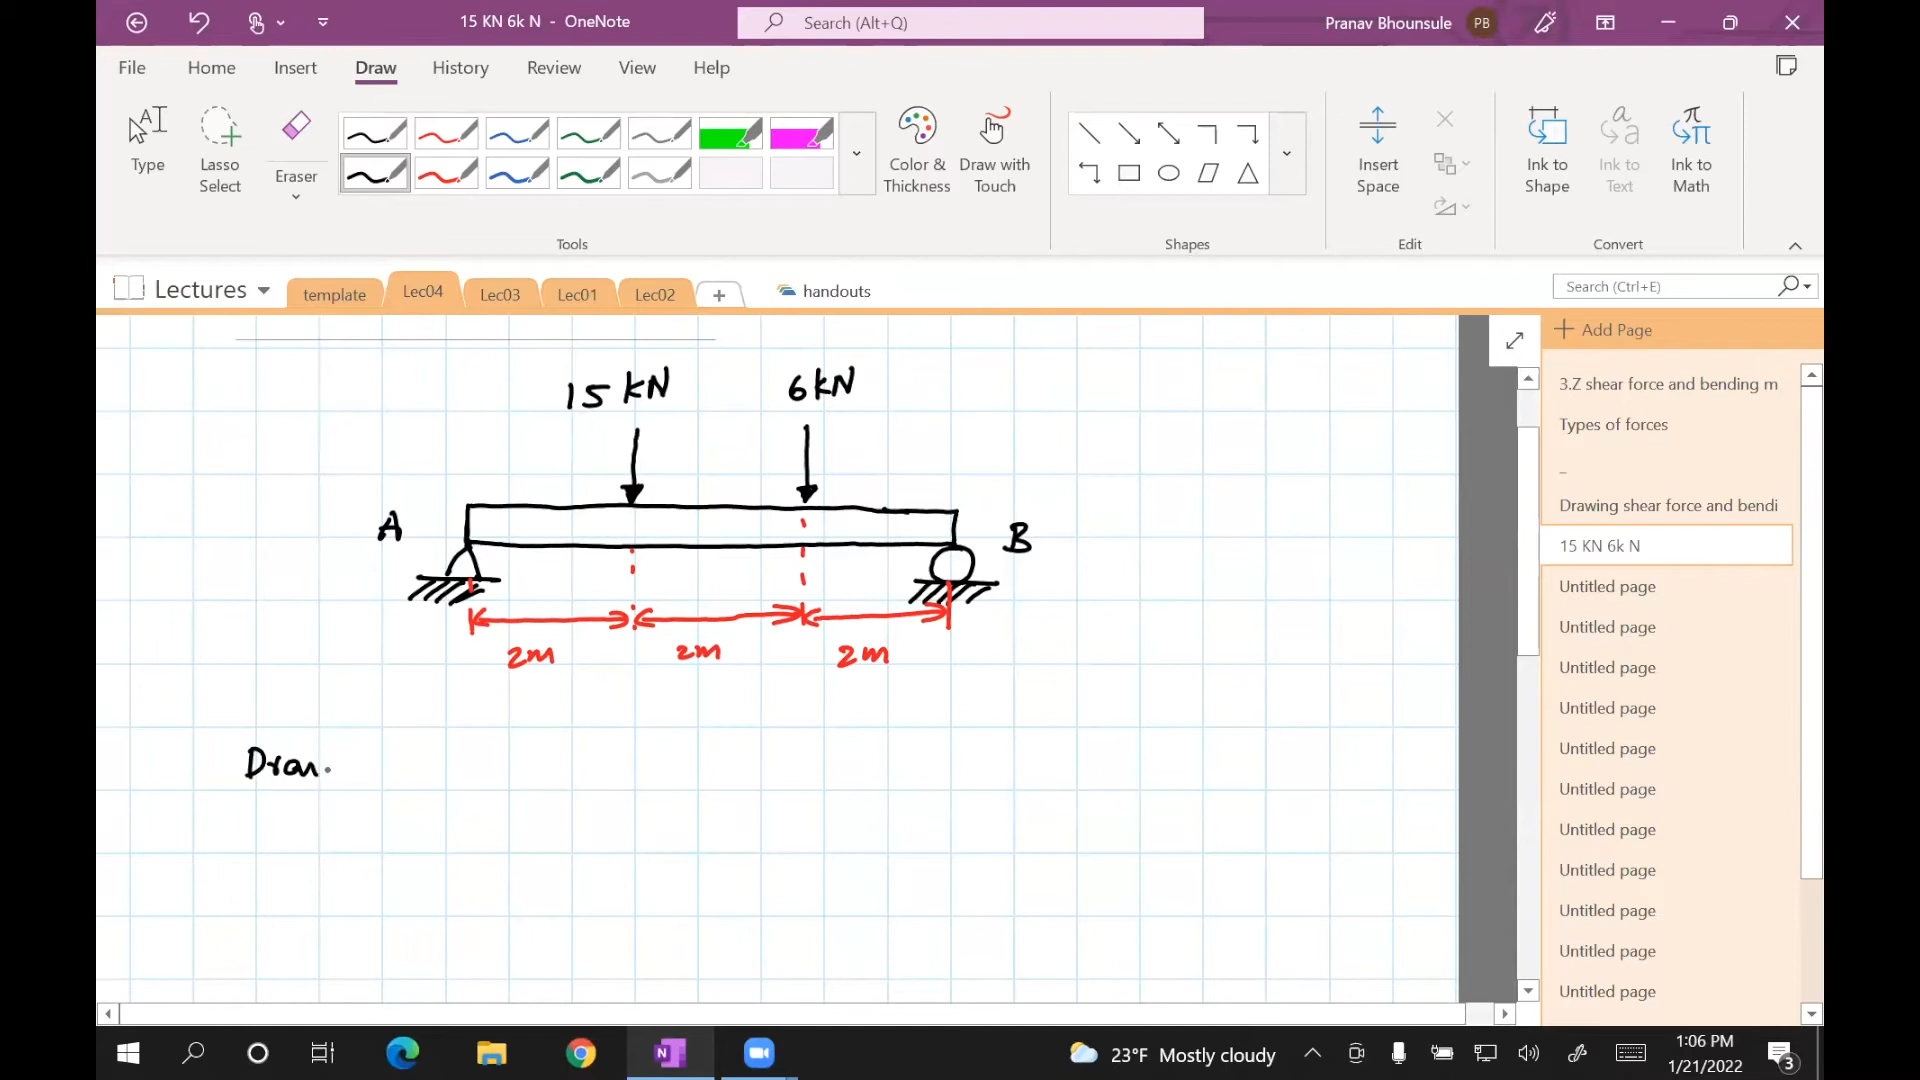 15 KN 6k N - OneNote
Search (Alt+Q)
Pranav Bhounsule
PB
File Home Insert Draw History Review View Help
Type
Lasso Select
Eraser
Color & Thickness
Draw with Touch
Insert Space
Ink to Shape
Ink to Text
Ink to Math
Tools
Shapes
Edit
Convert
Lectures
template
Lec04
Lec03
Lec01
Lec02
handouts
Search (Ctrl+E)
Add Page
3.Z shear force and bending m
Types of forces
Drawing shear force and bendi
15 KN 6k N
Untitled page
Untitled page
Untitled page
Untitled page
Untitled page
Untitled page
Untitled page
Untitled page
Untitled page
Untitled page
Untitled page
15 KN
6KN
A
B
2m
2m
2m
23°F Mostly cloudy
1:06 PM
1/21/2022
3